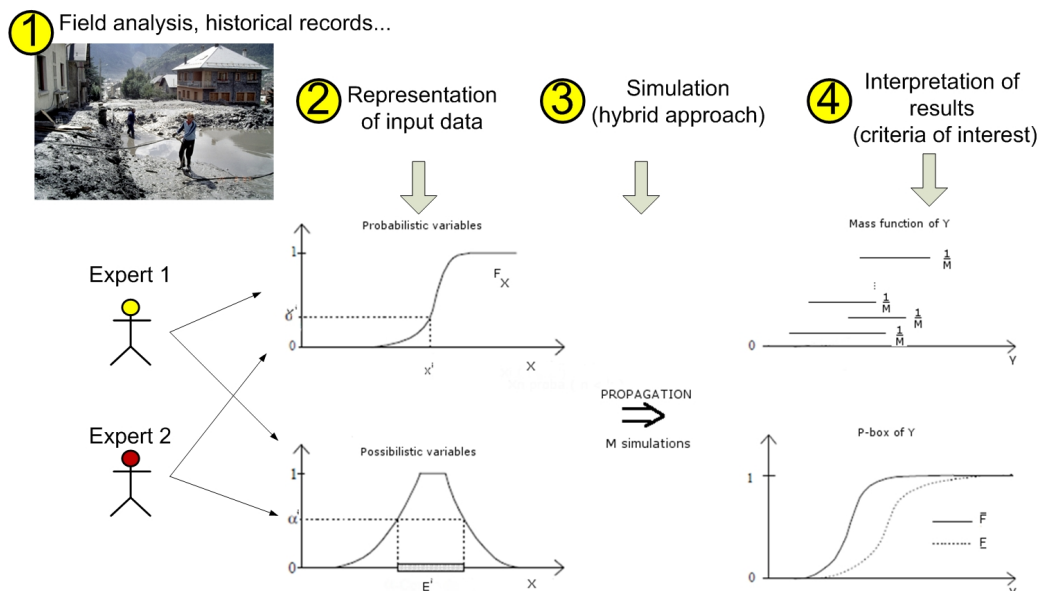 1 Field analysis, historical records...
2 Representation
of input data
3 Simulation
(hybrid approach)
4 Interpretation of
results
(criteria of interest)
Expert 1
Expert 2
Probabilistic variables
1
F_X
γ^i
0
x^i
X
Possibilistic variables
1
α^i
0
E^i
X
PROPAGATION
M simulations
Mass function of Y
1/M
⋮
1/M
1/M
1/M
0
Y
P-box of Y
1
F̅
F̲
0
Y